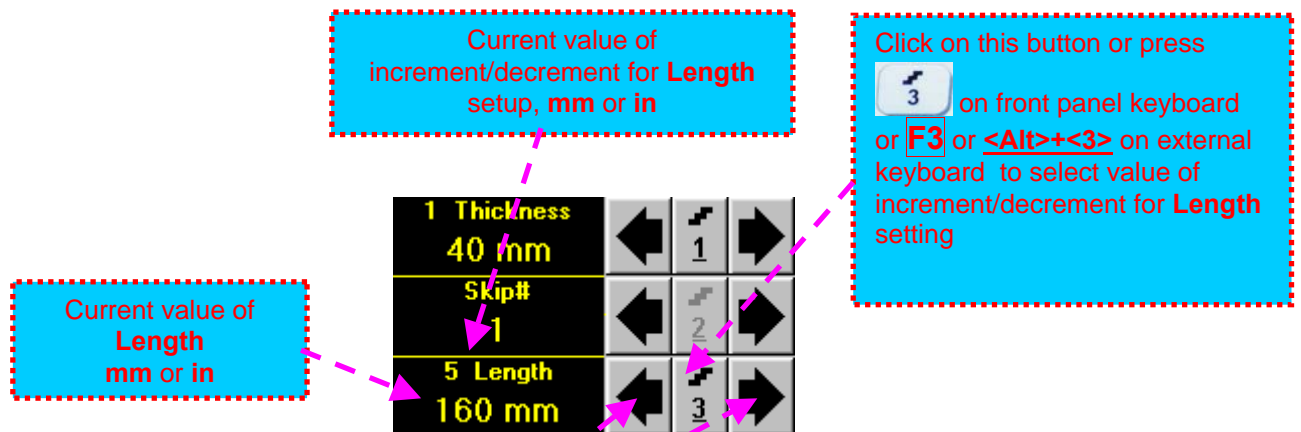 Current value of
increment/decrement for Length
setup, mm or in
Click on this button or press
3 on front panel keyboard
or F3 or <Alt>+<3> on external
keyboard to select value of
increment/decrement for Length
setting
1 Thickness
40 mm
1
Skip#
1
2
Current value of
Length
mm or in
5 Length
160 mm
3